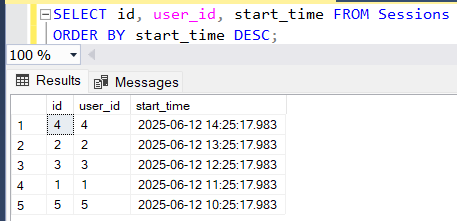 SELECT id, user_id, start_time FROM Sessions
ORDER BY start_time DESC;
100 %
Results Messages
id user_id start_time
1 4 4 2025-06-12 14:25:17.983
2 2 2 2025-06-12 13:25:17.983
3 3 3 2025-06-12 12:25:17.983
4 1 1 2025-06-12 11:25:17.983
5 5 5 2025-06-12 10:25:17.983